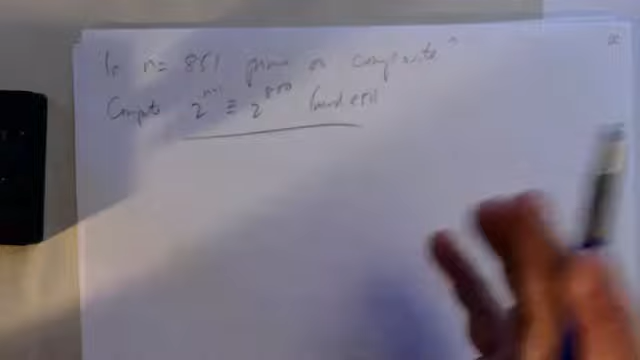 Is n = 851 prime or composite"
Compute 2^{n-1} ≡ 2^{850} (mod 851)